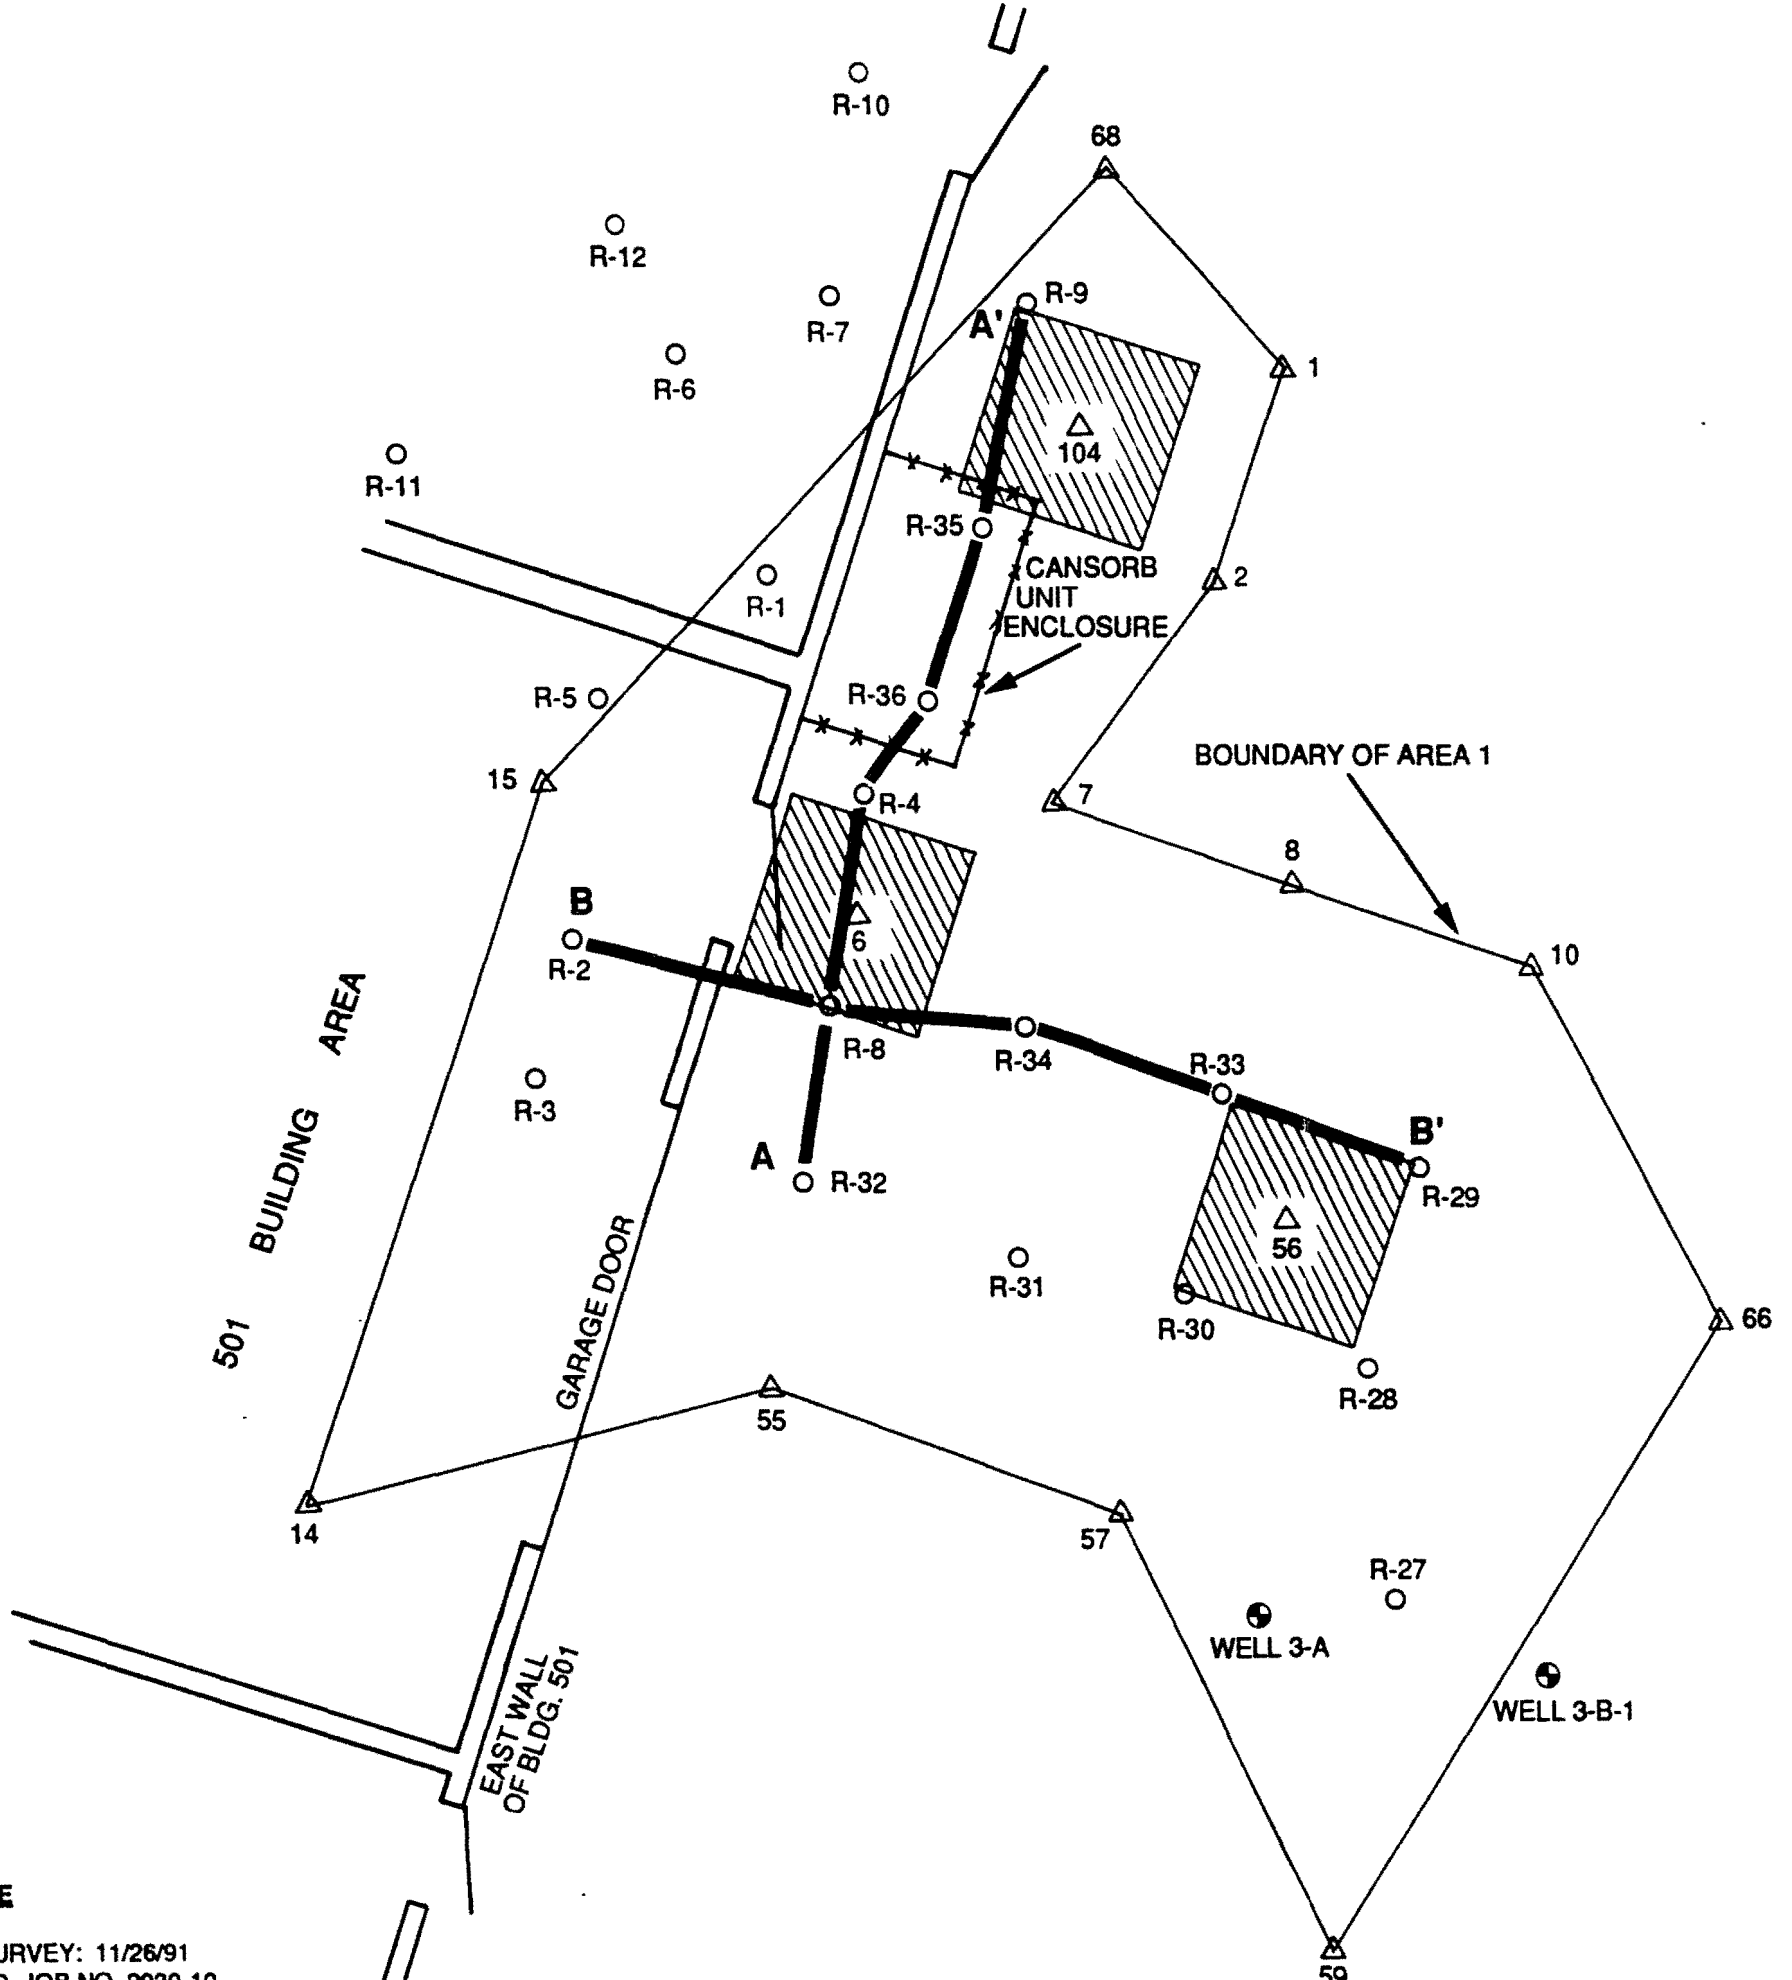 R-10
68
R-12
R-9
A'
R-7
1
R-6
104
R-11
R-35
CANSORB
UNIT
ENCLOSURE
2
R-1
R-36
R-5
BOUNDARY OF AREA 1
15
7
R-4
8
B
6
10
R-2
501 BUILDING AREA
R-8
R-34
R-33
R-3
B'
A
R-32
R-29
GARAGE DOOR
56
R-31
R-30
66
R-28
55
14
57
R-27
WELL 3-A
EAST WALL
OF BLDG. 501
WELL 3-B-1
59
11/26/91